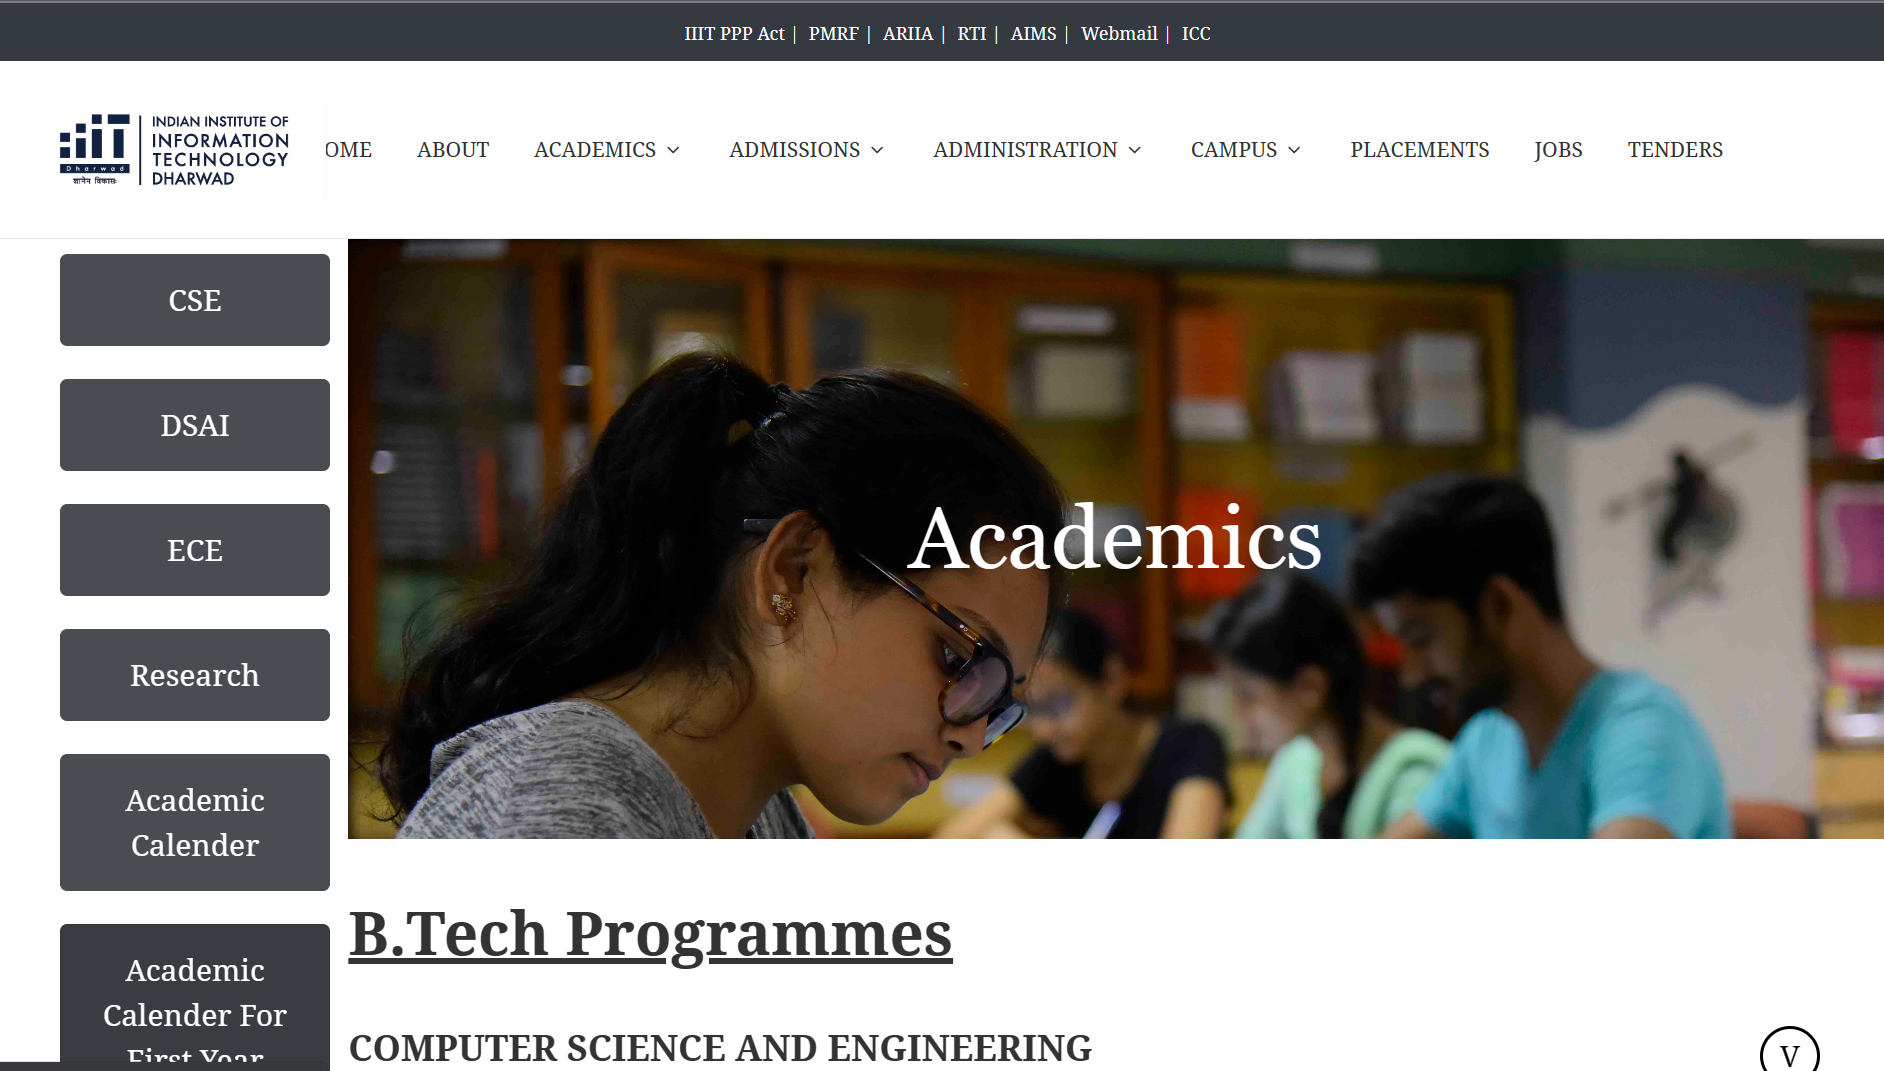 IIIT PPP Act | PMRF | ARIIA | RTI | AIMS | Webmail | ICC
INDIAN INSTITUTE OF
INFORMATION
TECHNOLOGY
DHARWAD
Dharwad
ज्ञानेन विकासः
OME ABOUT ACADEMICS ADMISSIONS ADMINISTRATION CAMPUS PLACEMENTS JOBS TENDERS
CSE
DSAI
ECE
Research
Academic
Calender
Academic
Calender For
First Year
Academics
B.Tech Programmes
COMPUTER SCIENCE AND ENGINEERING
V